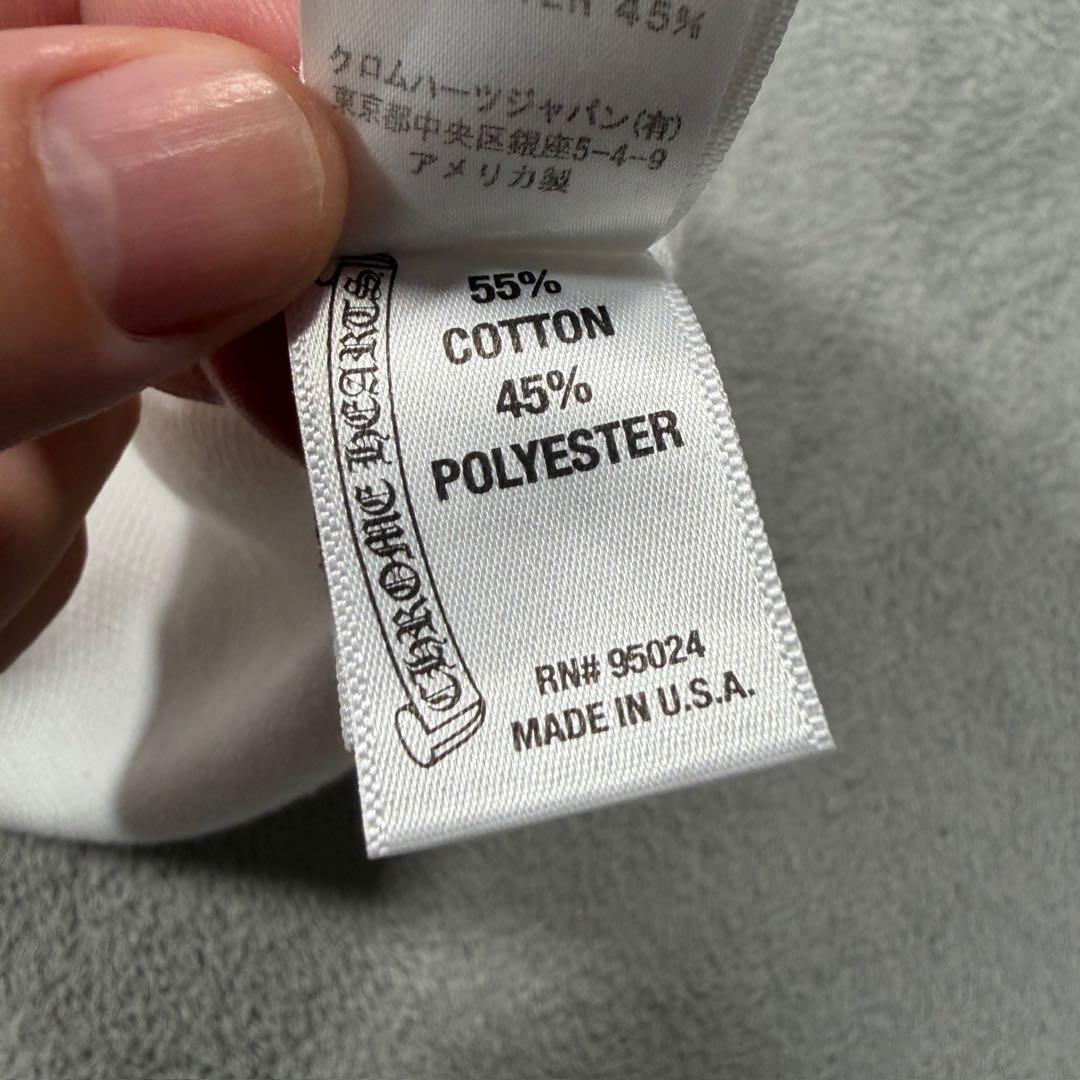 45%
クロムハーツジャパン(有)
東京都中央区銀座5-4-9
アメリカ製
CHROME HEARTS
55%
COTTON
45%
POLYESTER
RN# 95024
MADE IN U.S.A.